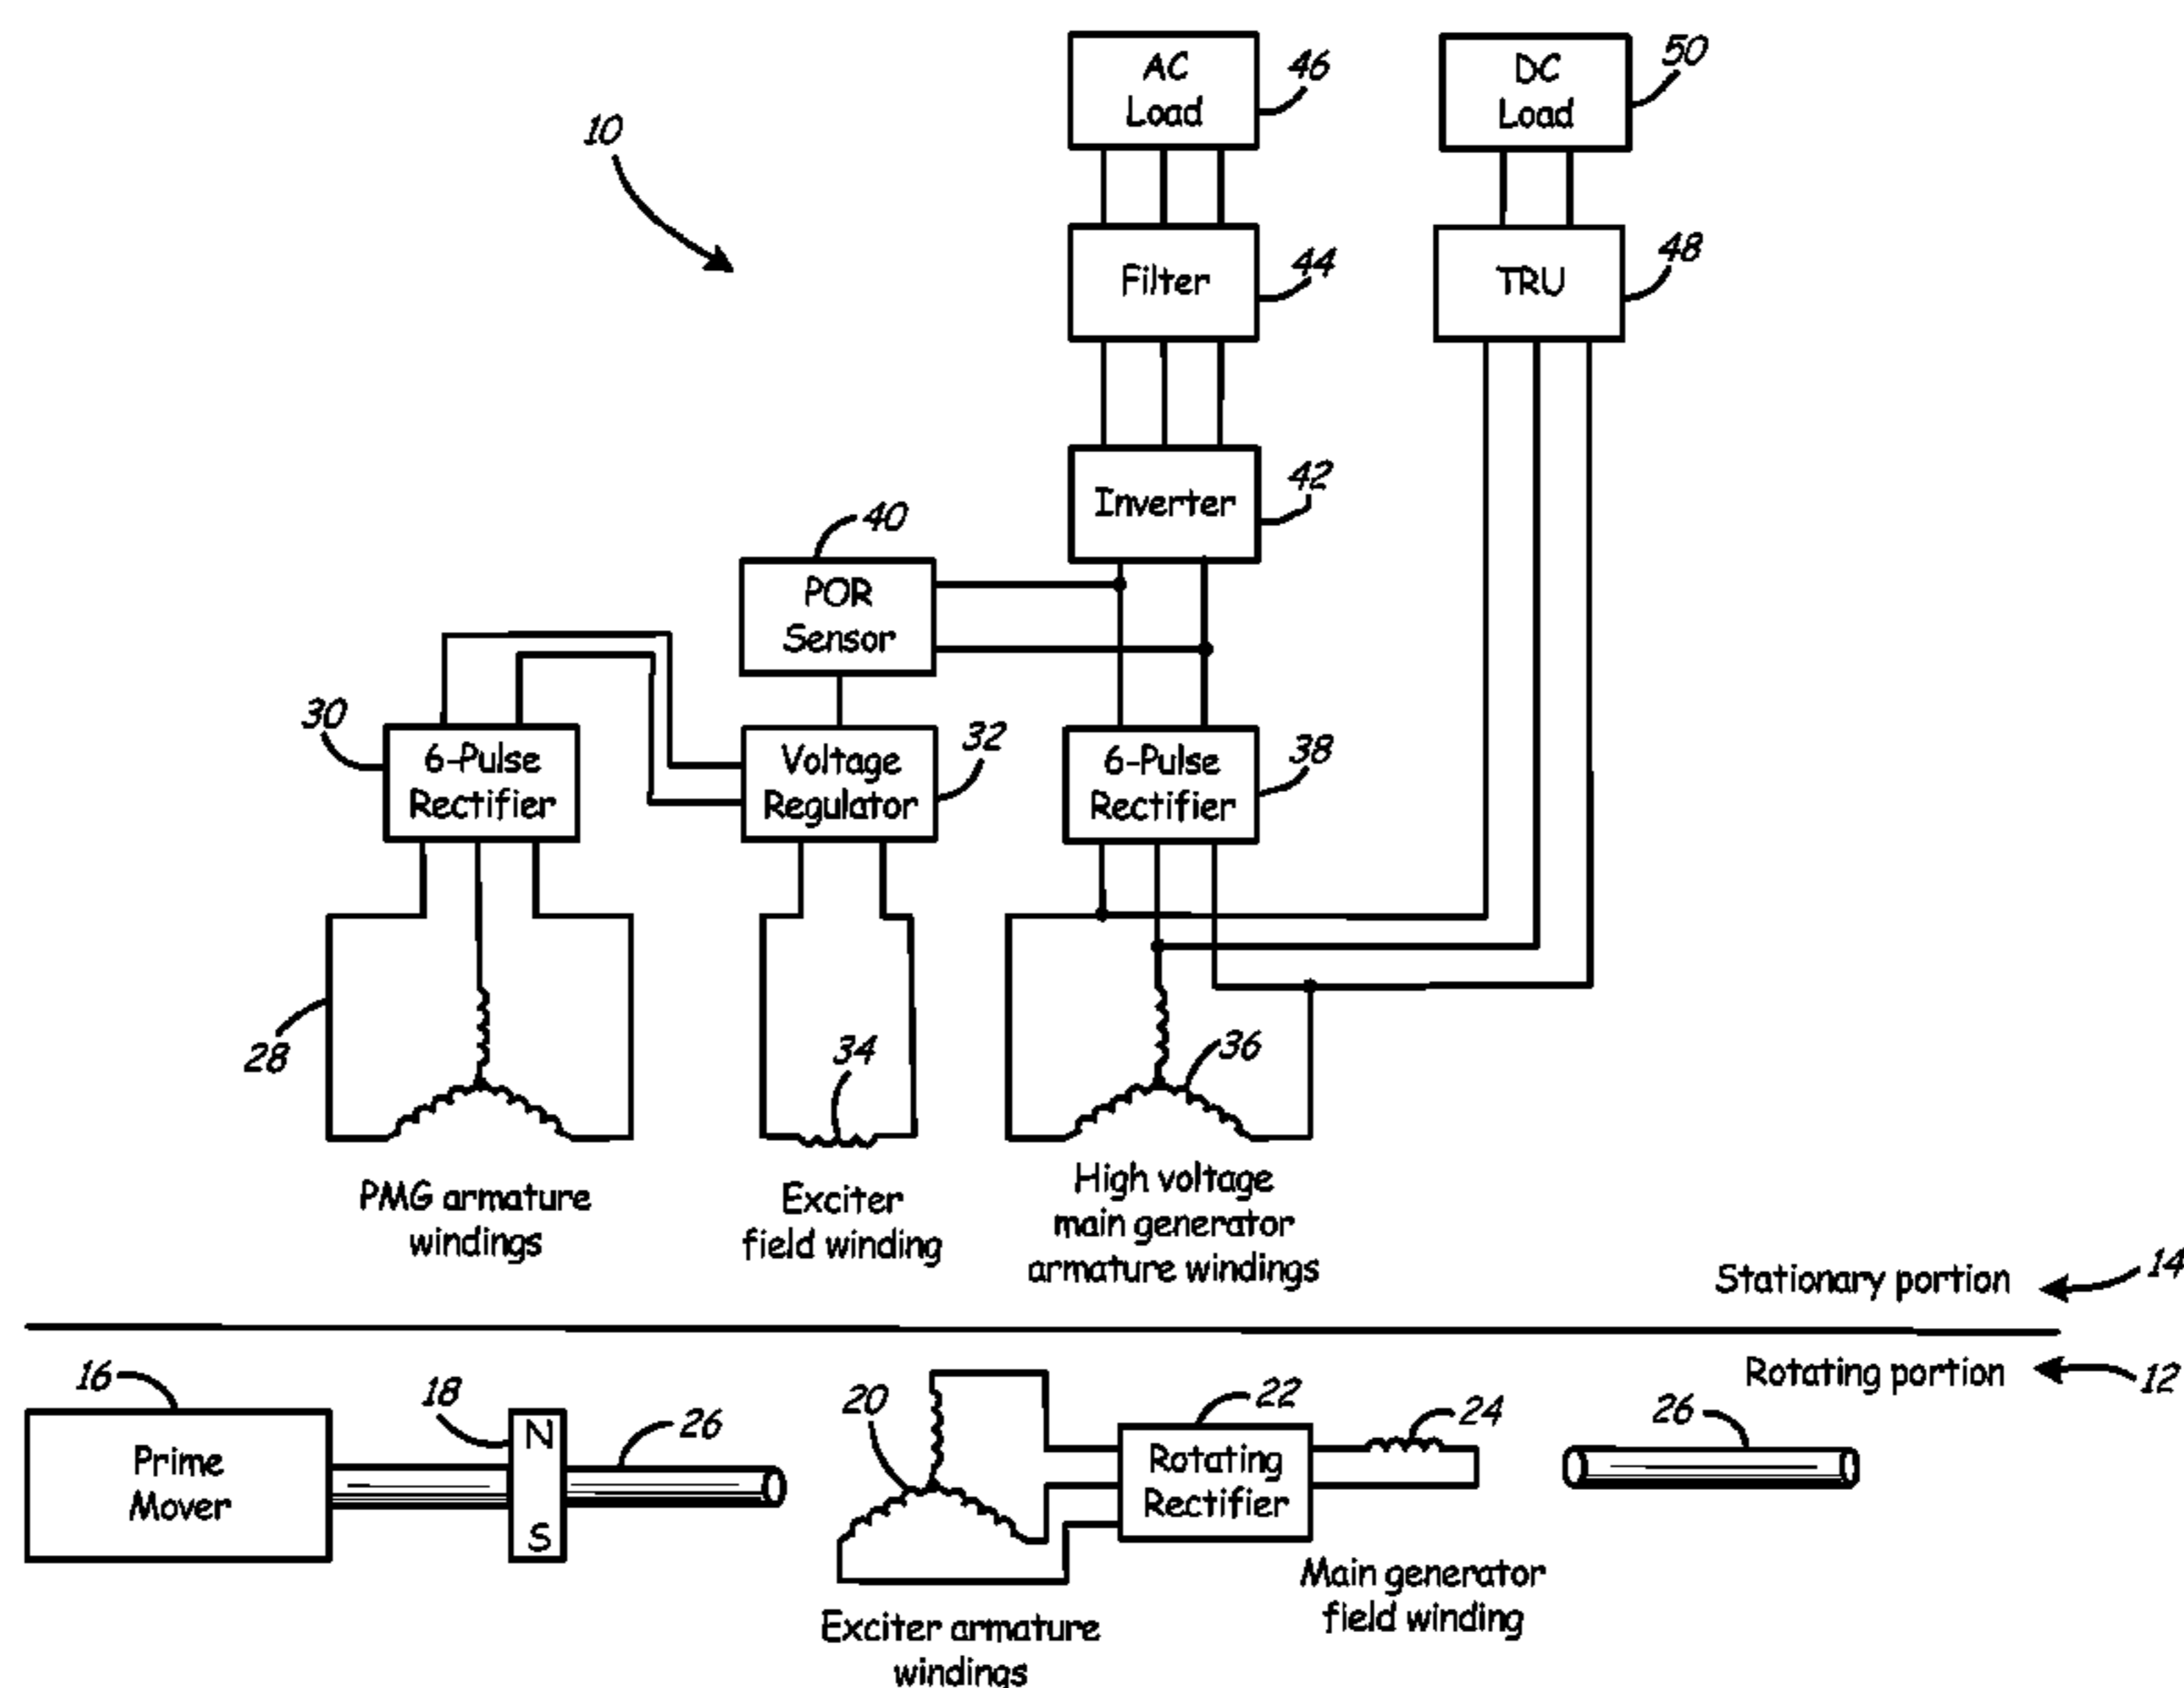 AC
Load
46
DC
Load
50
10
Filter
44
TRU
48
Inverter
42
40
POR
Sensor
30
6-Pulse
Rectifier
Voltage
Regulator
32
6-Pulse
Rectifier
38
28
34
36
PMG armature
windings
Exciter
field winding
High voltage
main generator
armature windings
Stationary portion
14
Rotating portion
12
16
Prime
Mover
18
N
S
26
20
22
Rotating
Rectifier
24
26
Main generator
field winding
Exciter armature
windings